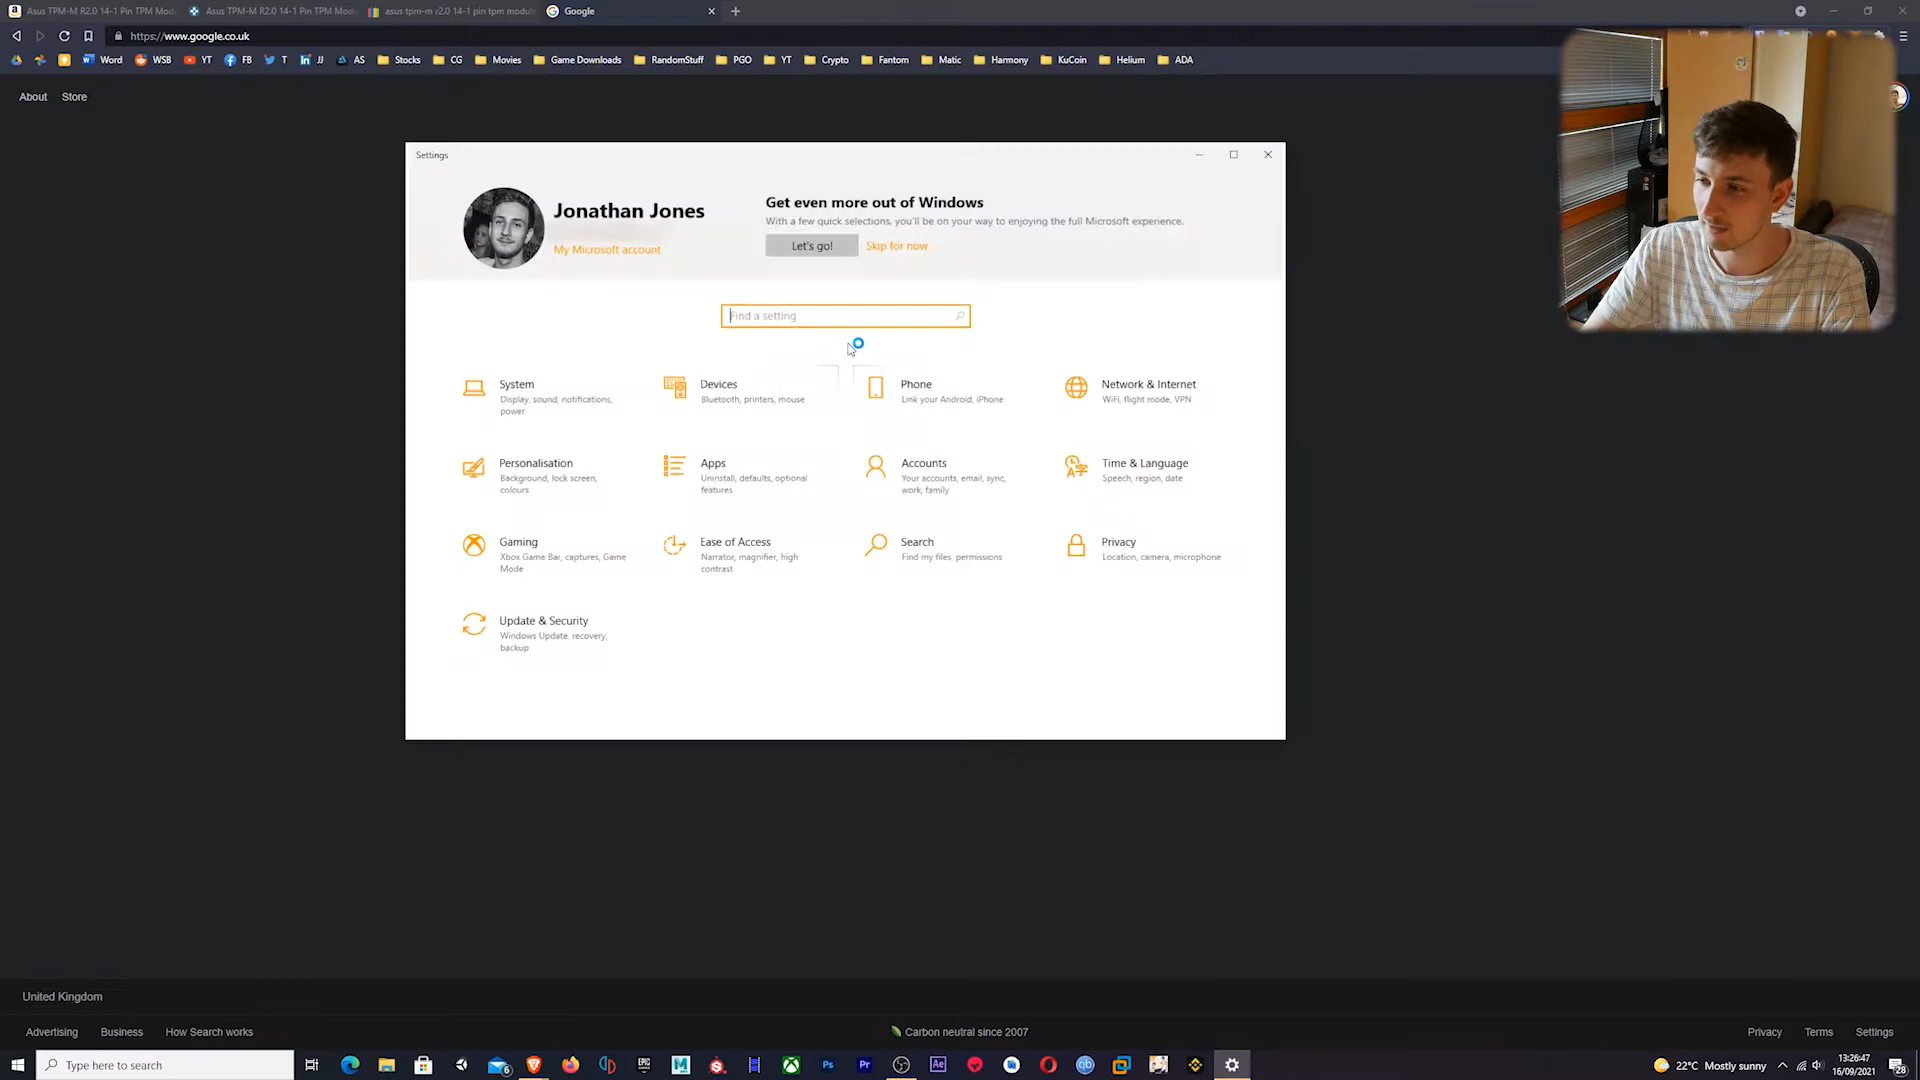 Asus TPM-M R2.0 14-1 Pin TPM Mod
Asus TPM-M R2.0 14-1 Pin TPM Mod
asus tpm-m r2.0 14-1 pin tpm module
Google
https://www.google.co.uk
Word
WSB
YT
FB
T
JJ
AS
Stocks
CG
Movies
Game Downloads
RandomStuff
PGO
YT
Crypto
Fantom
Matic
Harmony
KuCoin
Helium
ADA
About
Store
Settings
Jonathan Jones
My Microsoft account
Get even more out of Windows
With a few quick selections, you'll be on your way to enjoying the full Microsoft experience.
Let's go!
Skip for now
Find a setting
System
Display, sound, notifications,
power
Devices
Bluetooth, printers, mouse
Phone
Link your Android, iPhone
Network & Internet
WiFi, flight mode, VPN
Personalisation
Background, lock screen,
colours
Apps
Uninstall, defaults, optional
features
Accounts
Your accounts, email, sync,
work, family
Time & Language
Speech, region, date
Gaming
Xbox Game Bar, captures, Game
Mode
Ease of Access
Narrator, magnifier, high
contrast
Search
Find my files, permissions
Privacy
Location, camera, microphone
Update & Security
Windows Update, recovery,
backup
United Kingdom
Advertising
Business
How Search works
Carbon neutral since 2007
Privacy
Terms
Settings
Type here to search
6
EPIC
M
Ps
Pr
Ae
qb
22°C Mostly sunny
13:26:47
16/09/2021
28